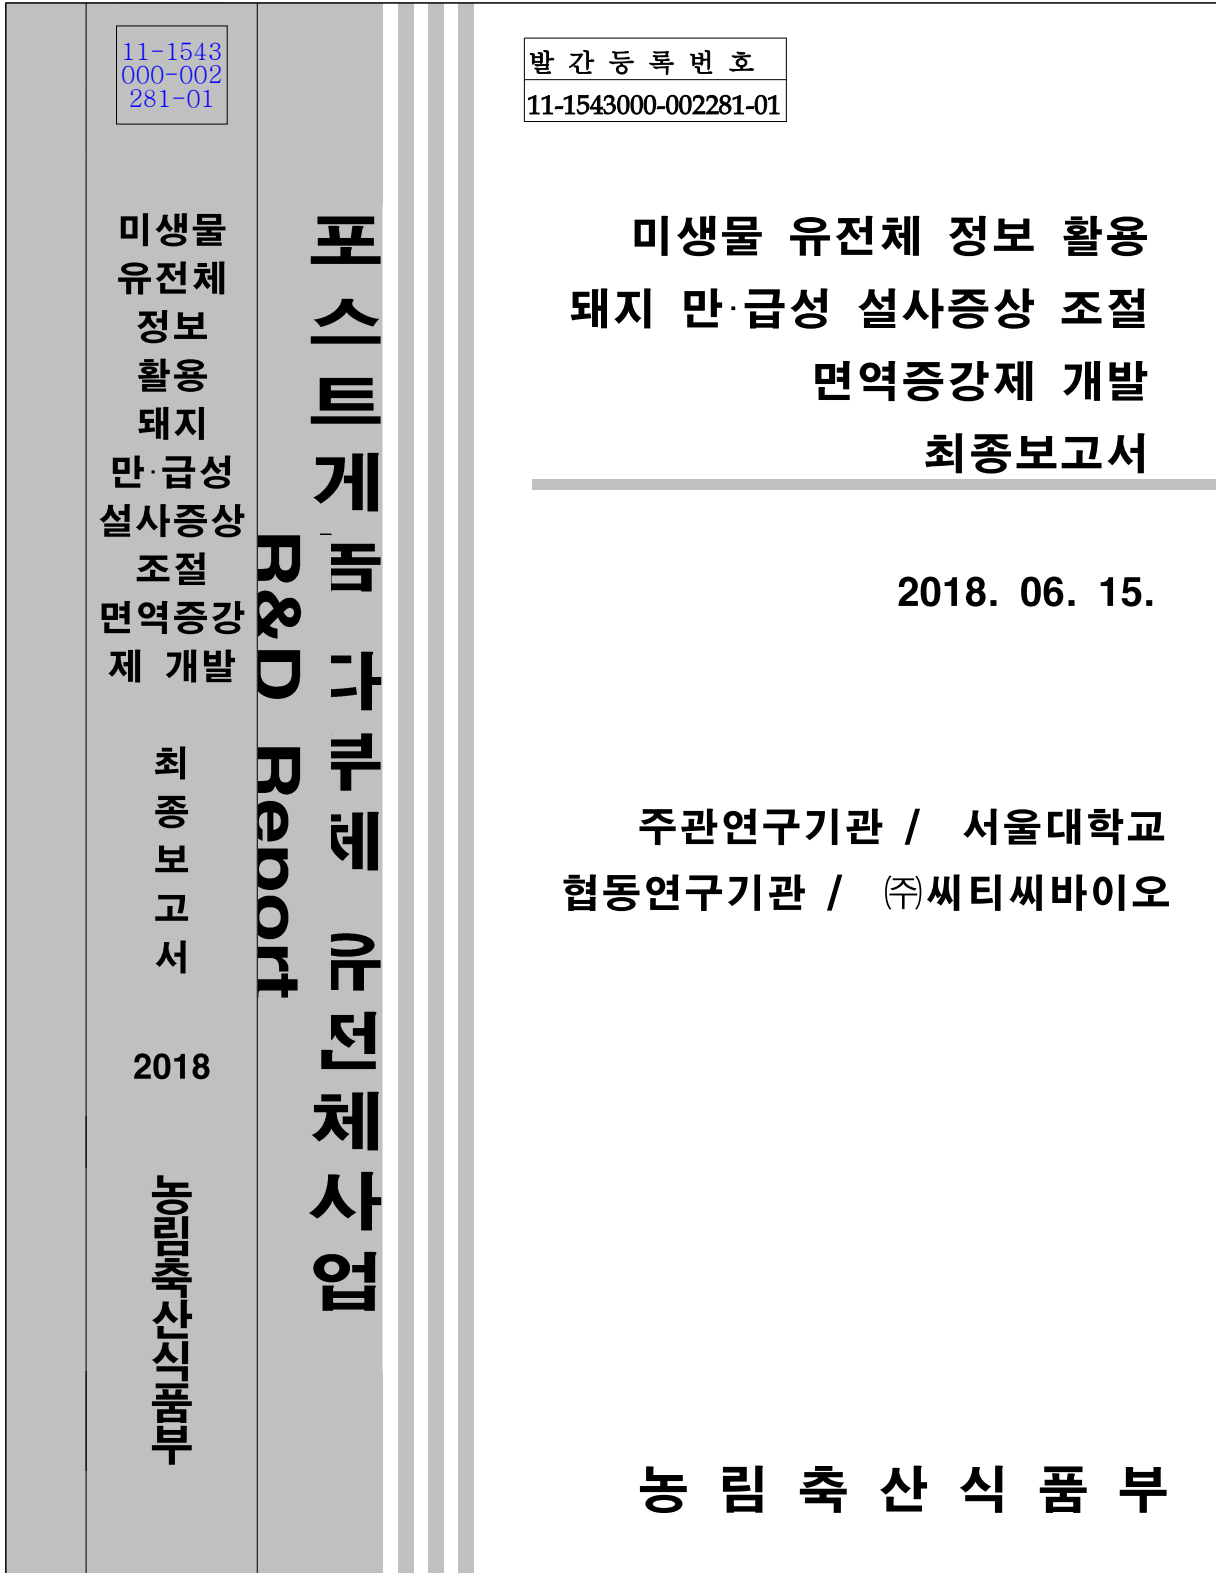 11-1543
000-002
281-01
미생물
유전체
정보
활용
돼지
만·급성
설사증상
조절
면역증강
제 개발
최
종
보
고
서
2018
농림축산식품부
포스트게놈 다부처 유전체사업
R&D Report
발 간 등 록 번 호
11-1543000-002281-01
미생물 유전체 정보 활용
돼지 만·급성 설사증상 조절
면역증강제 개발
최종보고서
2018. 06. 15.
주관연구기관 / 서울대학교
협동연구기관 / ㈜씨티씨바이오
농 림 축 산 식 품 부